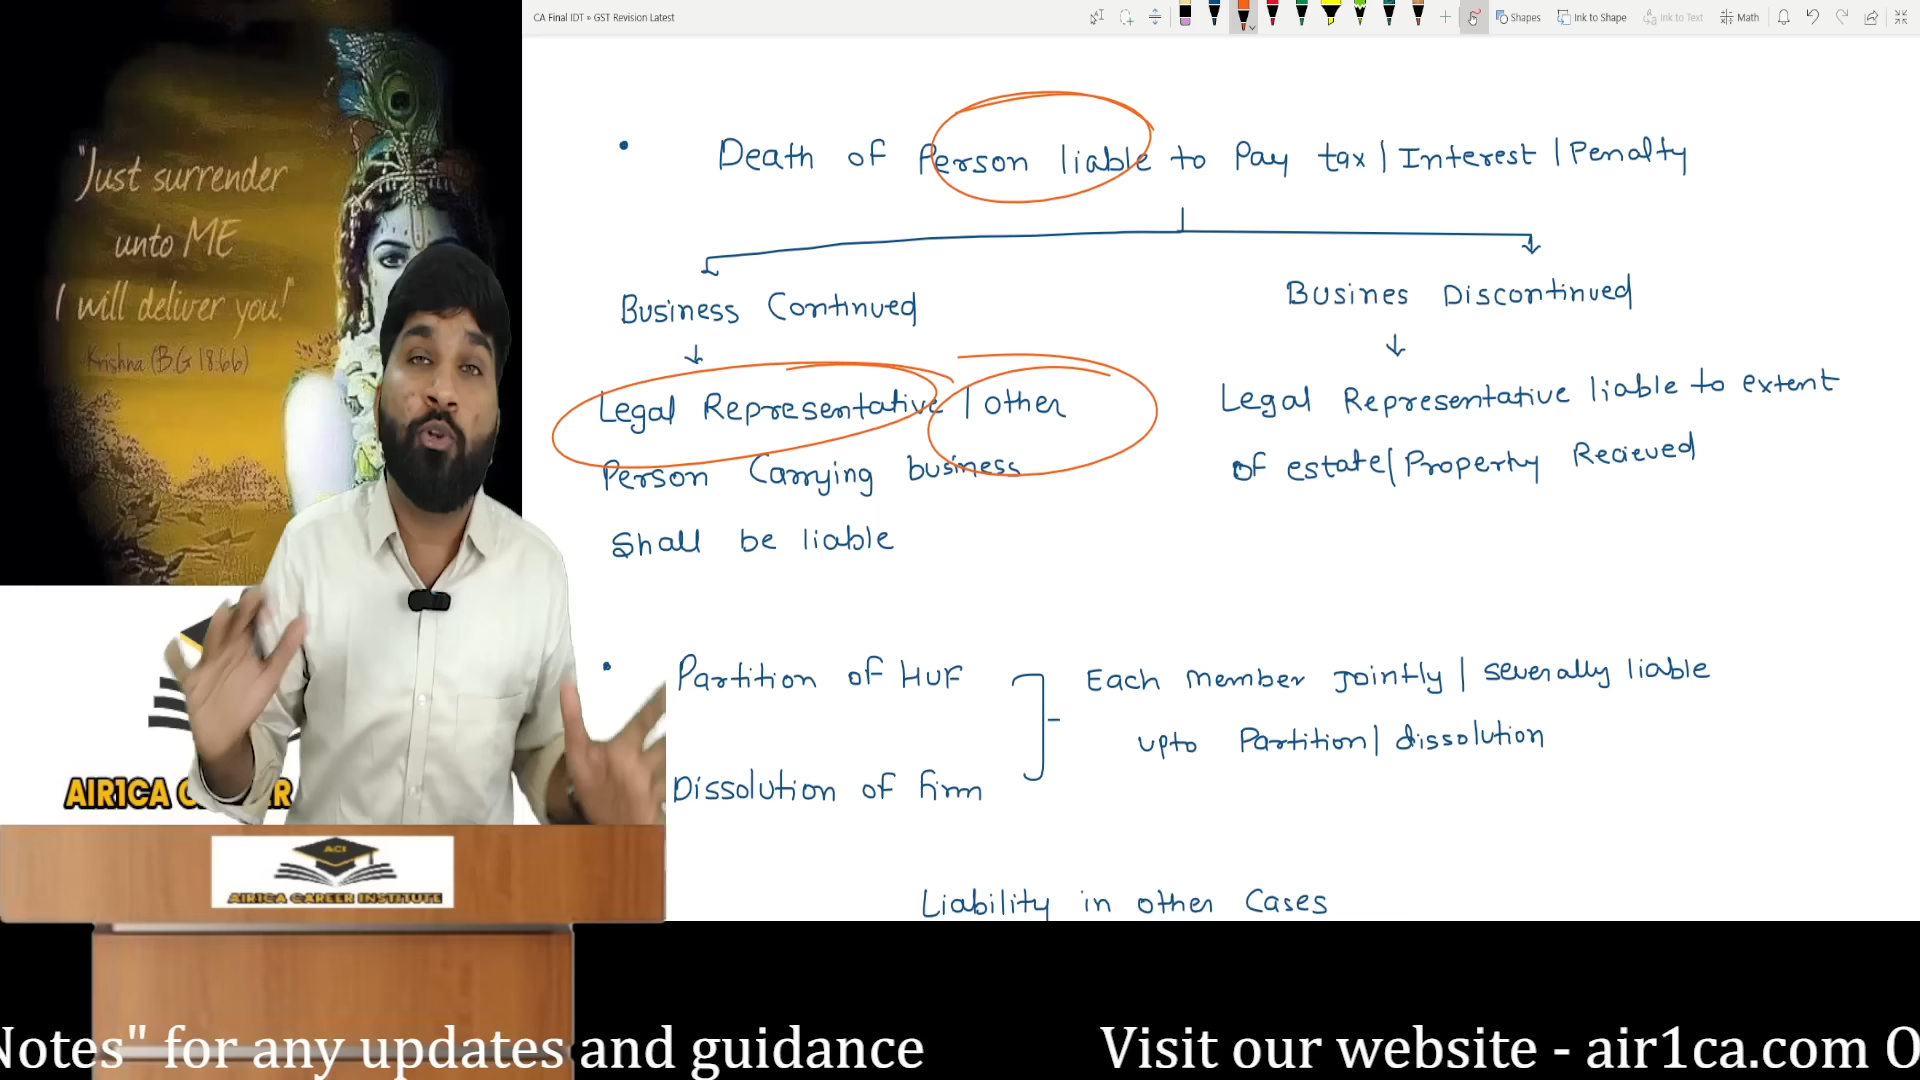 CA Final IDT » GST Revision Latest
Shapes
Ink to Shape
Ink to Text
Math
"Just surrender
unto ME
I will deliver you!"
Krishna (B.G 18:66)
• Death of Person liable to Pay tax | Interest | Penalty
Business Continued
Legal Representative | other
Person Carrying business
Shall be liable
Busines Discontinued
Legal Representative liable to extent
of estate | Property Recieved
• Partition of HUF
Dissolution of firm
Each member Jointly | severally liable
upto Partition | dissolution
Liability in other Cases
AIR1CA
ACI
AIR1CA CAREER INSTITUTE
Notes" for any updates and guidance
Visit our website - air1ca.com O